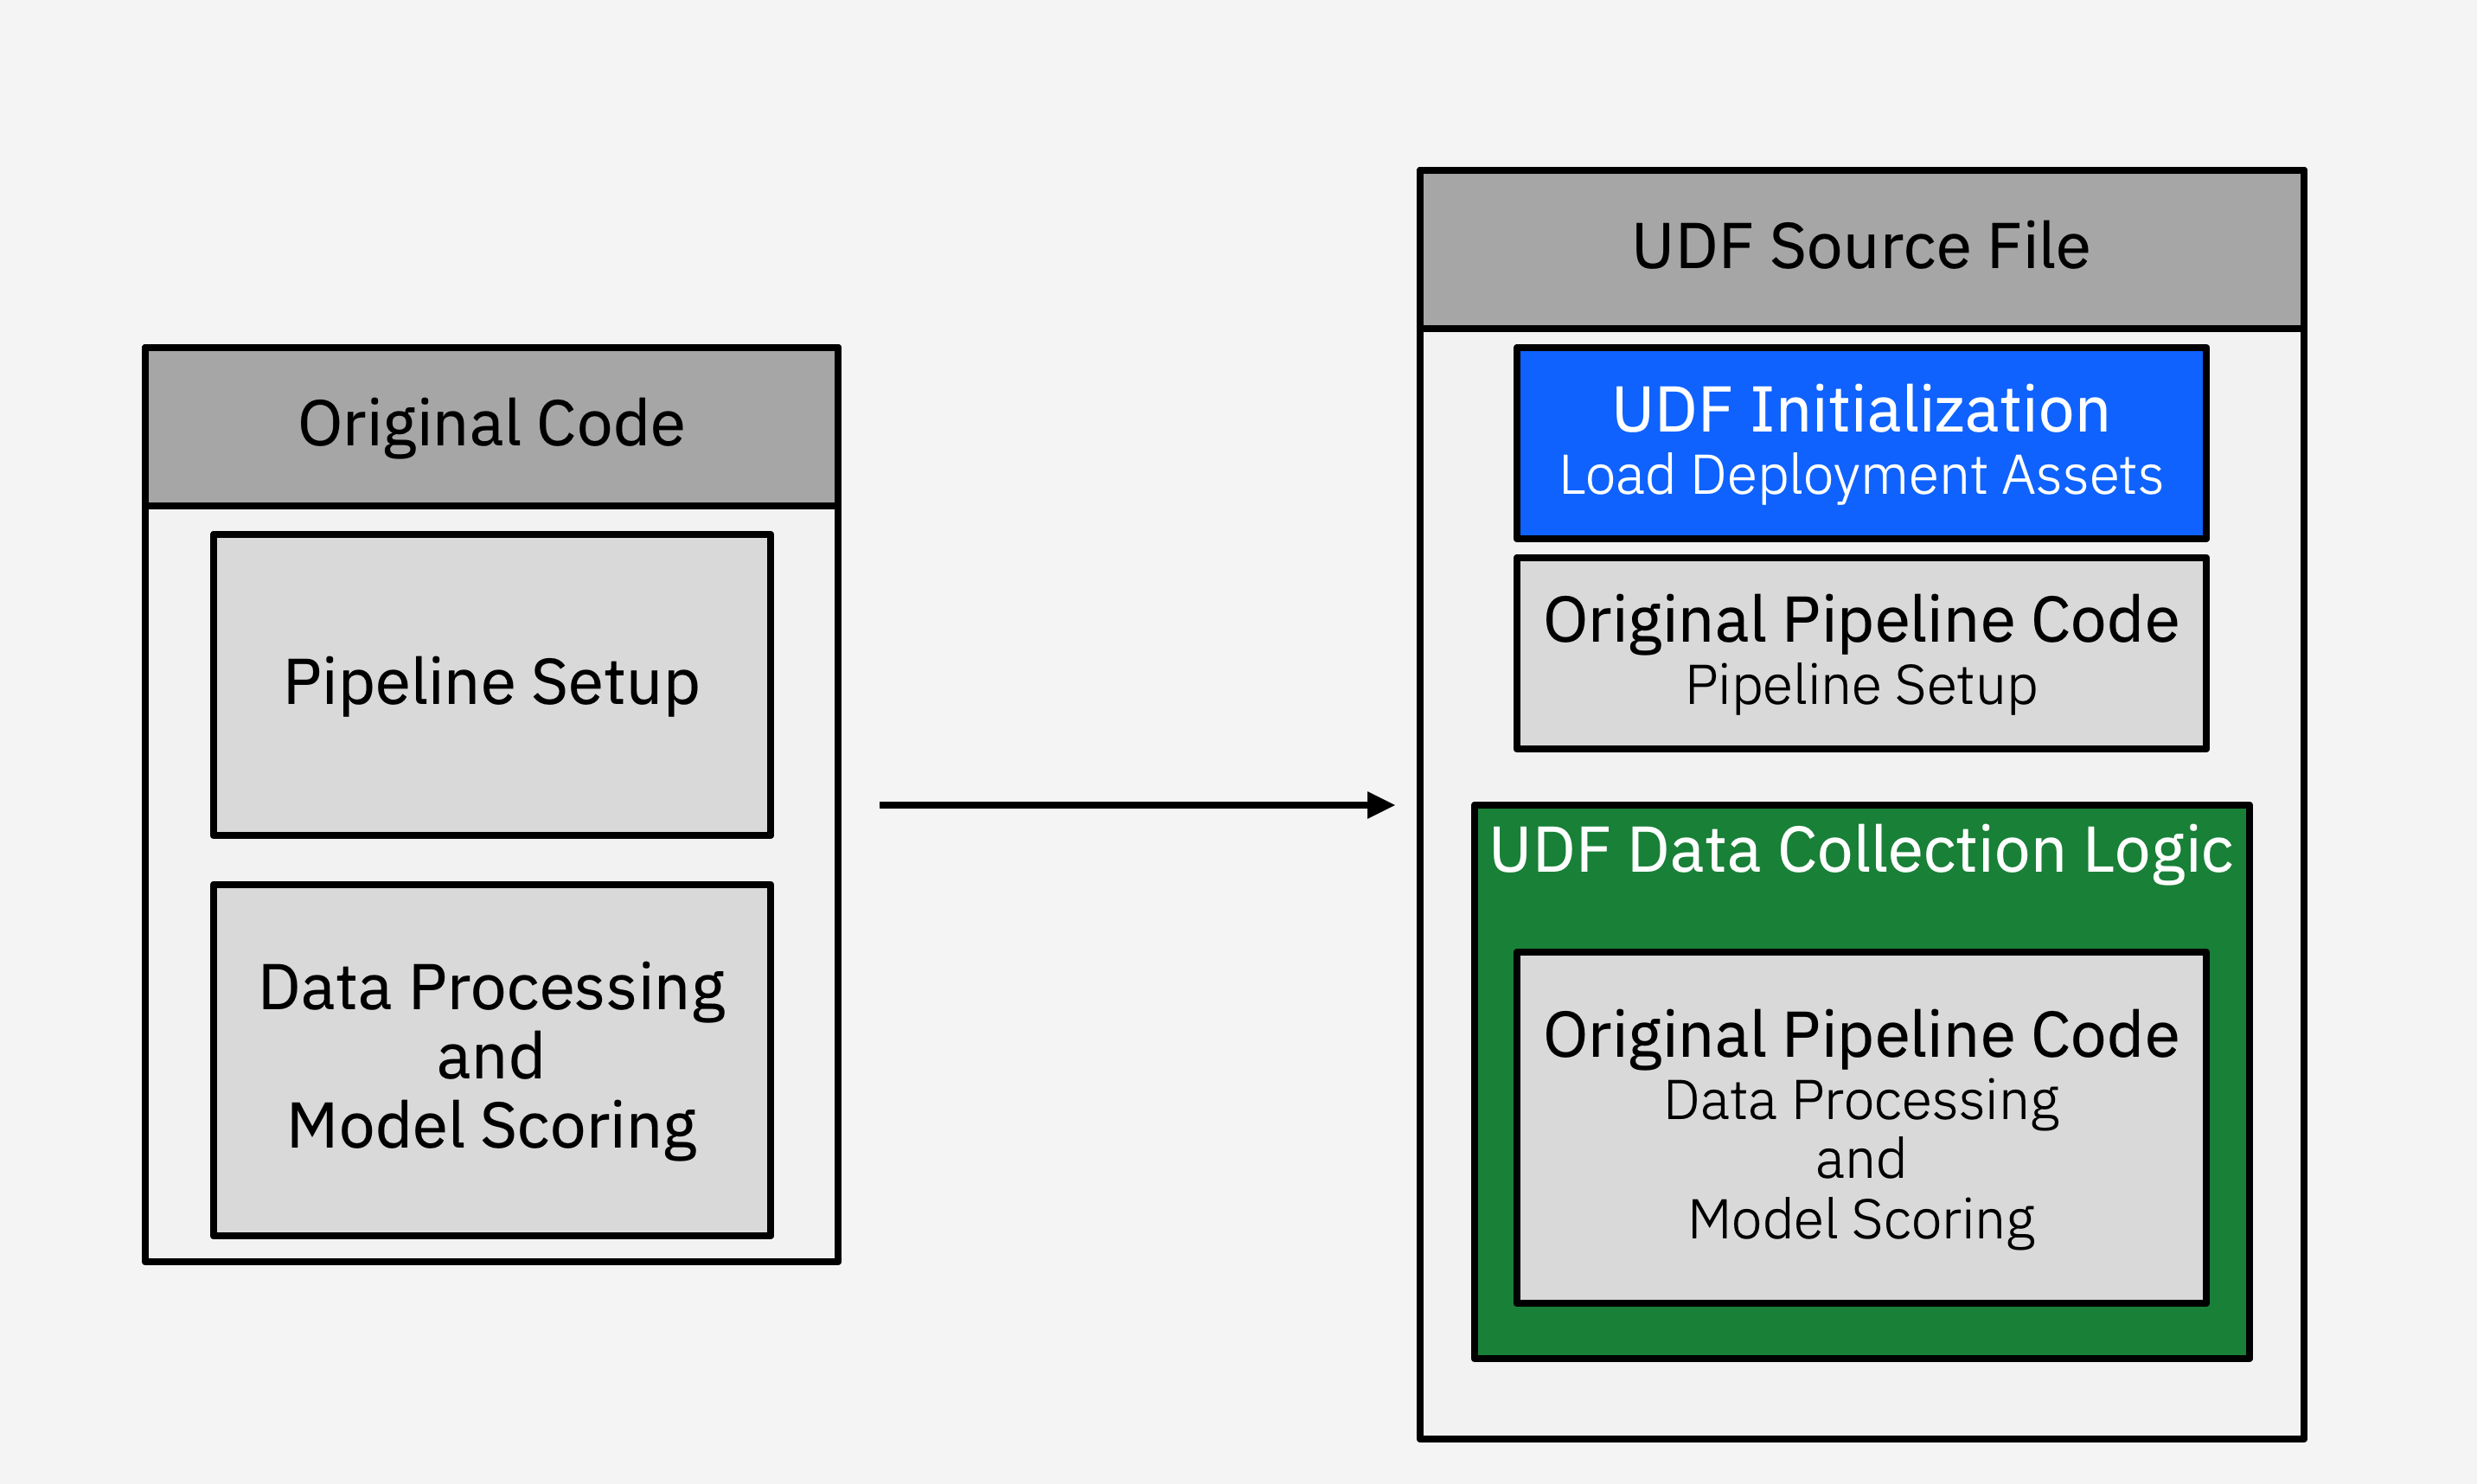 Original Code
Pipeline Setup
Data Processing
and
Model Scoring
UDF Source File
UDF Initialization
Load Deployment Assets
Original Pipeline Code
Pipeline Setup
UDF Data Collection Logic
Original Pipeline Code
Data Processing
and
Model Scoring